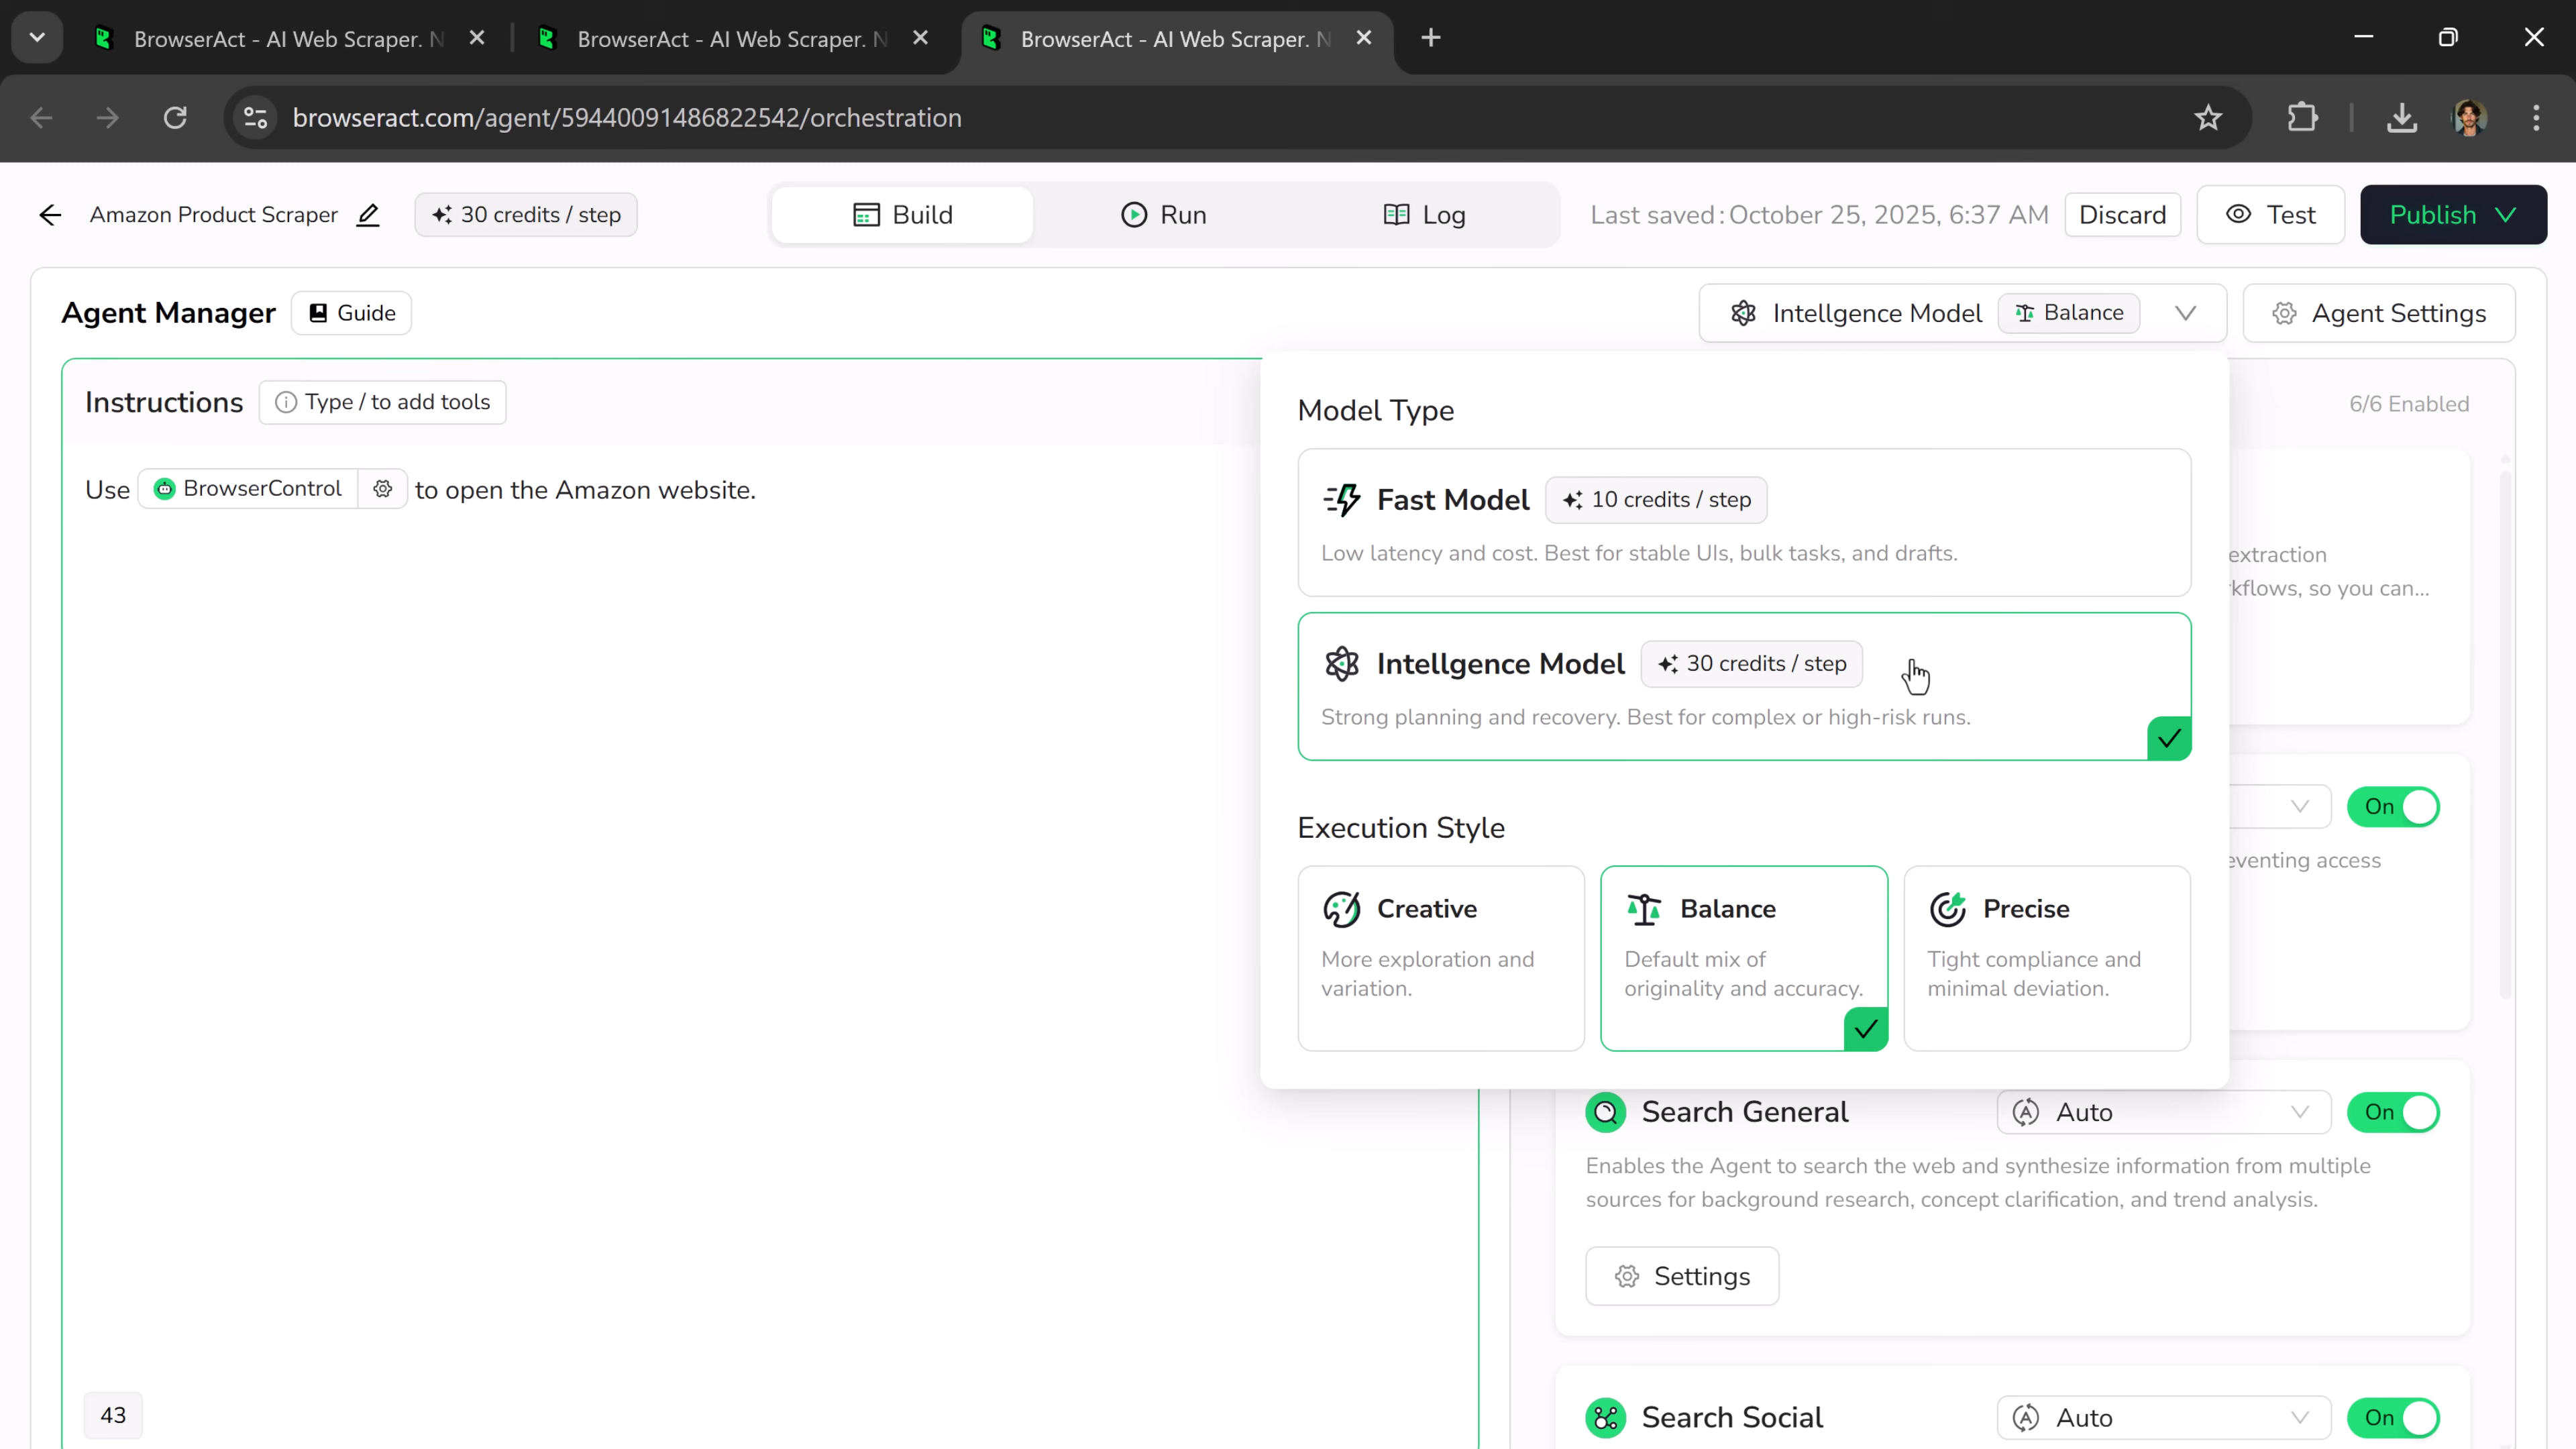 BrowserAct - AI Web Scraper. N
BrowserAct - AI Web Scraper. N
BrowserAct - AI Web Scraper. N
browseract.com/agent/59440091486822542/orchestration
Amazon Product Scraper
30 credits / step
Build
Run
Log
Last saved : October 25, 2025, 6:37 AM
Discard
Test
Publish
Agent Manager
Guide
Intellgence Model
Balance
Agent Settings
Instructions
Type / to add tools
6/6 Enabled
Use BrowserControl to open the Amazon website.
Model Type
Fast Model
10 credits / step
Low latency and cost. Best for stable UIs, bulk tasks, and drafts.
extraction
kflows, so you can...
Intellgence Model
30 credits / step
Strong planning and recovery. Best for complex or high-risk runs.
On
eventing access
Execution Style
Creative
More exploration and
variation.
Balance
Default mix of
originality and accuracy.
Precise
Tight compliance and
minimal deviation.
Search General
Auto
On
Enables the Agent to search the web and synthesize information from multiple
sources for background research, concept clarification, and trend analysis.
Settings
Search Social
Auto
On
43